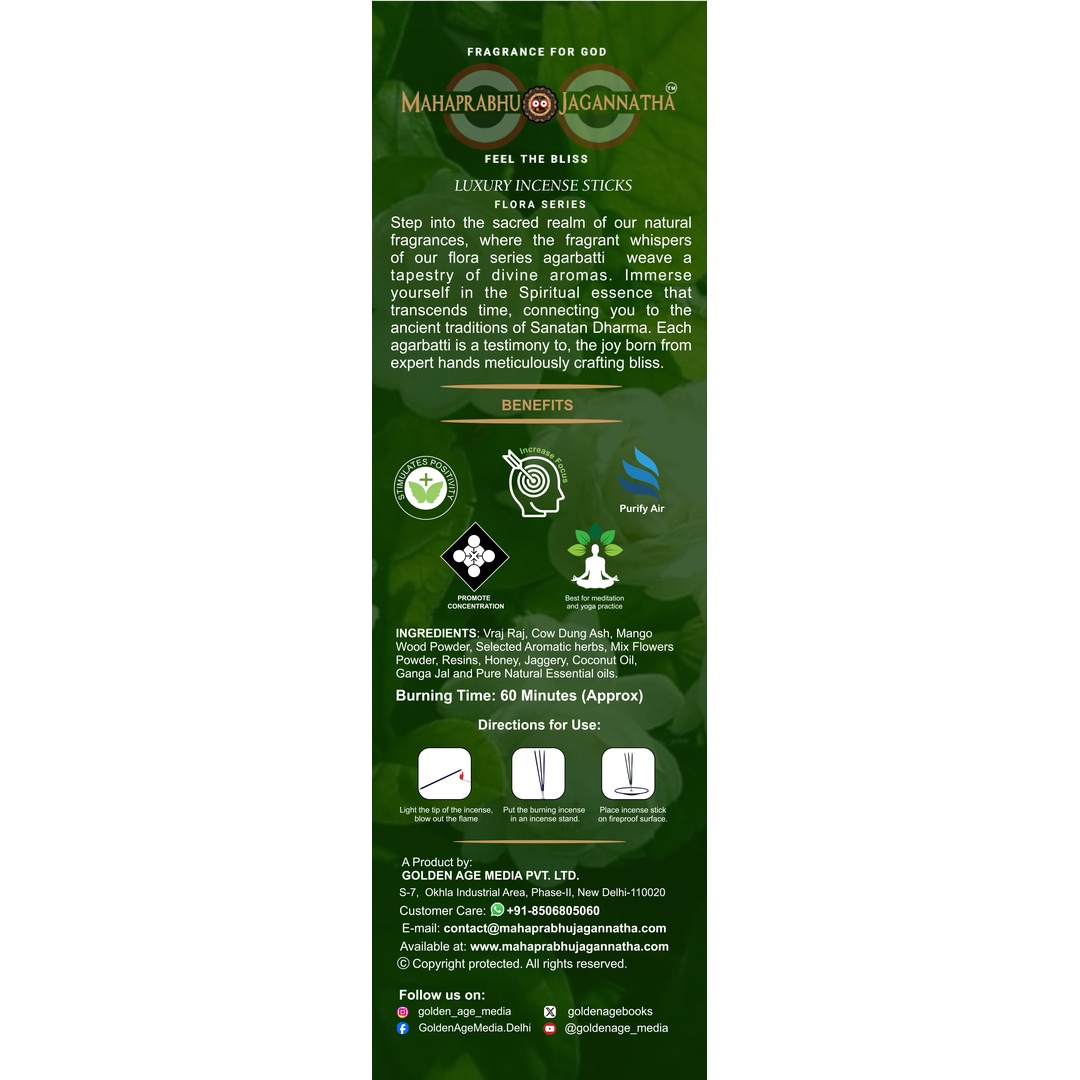 FRAGRANCE FOR GOD
MAHAPRABHU JAGANNATHA TM
FEEL THE BLISS
LUXURY INCENSE STICKS
FLORA SERIES
Step into the sacred realm of our natural
fragrances, where the fragrant whispers
of our flora series agarbatti weave a
tapestry of divine aromas. Immerse
yourself in the Spiritual essence that
transcends time, connecting you to the
ancient traditions of Sanatan Dharma. Each
agarbatti is a testimony to, the joy born from
expert hands meticulously crafting bliss.
BENEFITS
STIMULATES POSITIVITY
Increase Focus
Purify Air
PROMOTE
CONCENTRATION
Best for meditation
and yoga practice
INGREDIENTS: Vraj Raj, Cow Dung Ash, Mango
Wood Powder, Selected Aromatic herbs, Mix Flowers
Powder, Resins, Honey, Jaggery, Coconut Oil,
Ganga Jal and Pure Natural Essential oils.
Burning Time: 60 Minutes (Approx)
Directions for Use:
Light the tip of the incense,
blow out the flame
Put the burning incense
in an incense stand.
Place incense stick
on fireproof surface.
A Product by:
GOLDEN AGE MEDIA PVT. LTD.
S-7, Okhla Industrial Area, Phase-II, New Delhi-110020
Customer Care: +91-8506805060
E-mail: contact@mahaprabhujagannatha.com
Available at: www.mahaprabhujagannatha.com
© Copyright protected. All rights reserved.
Follow us on:
golden_age_media
goldenagebooks
GoldenAgeMedia.Delhi
@goldenage_media